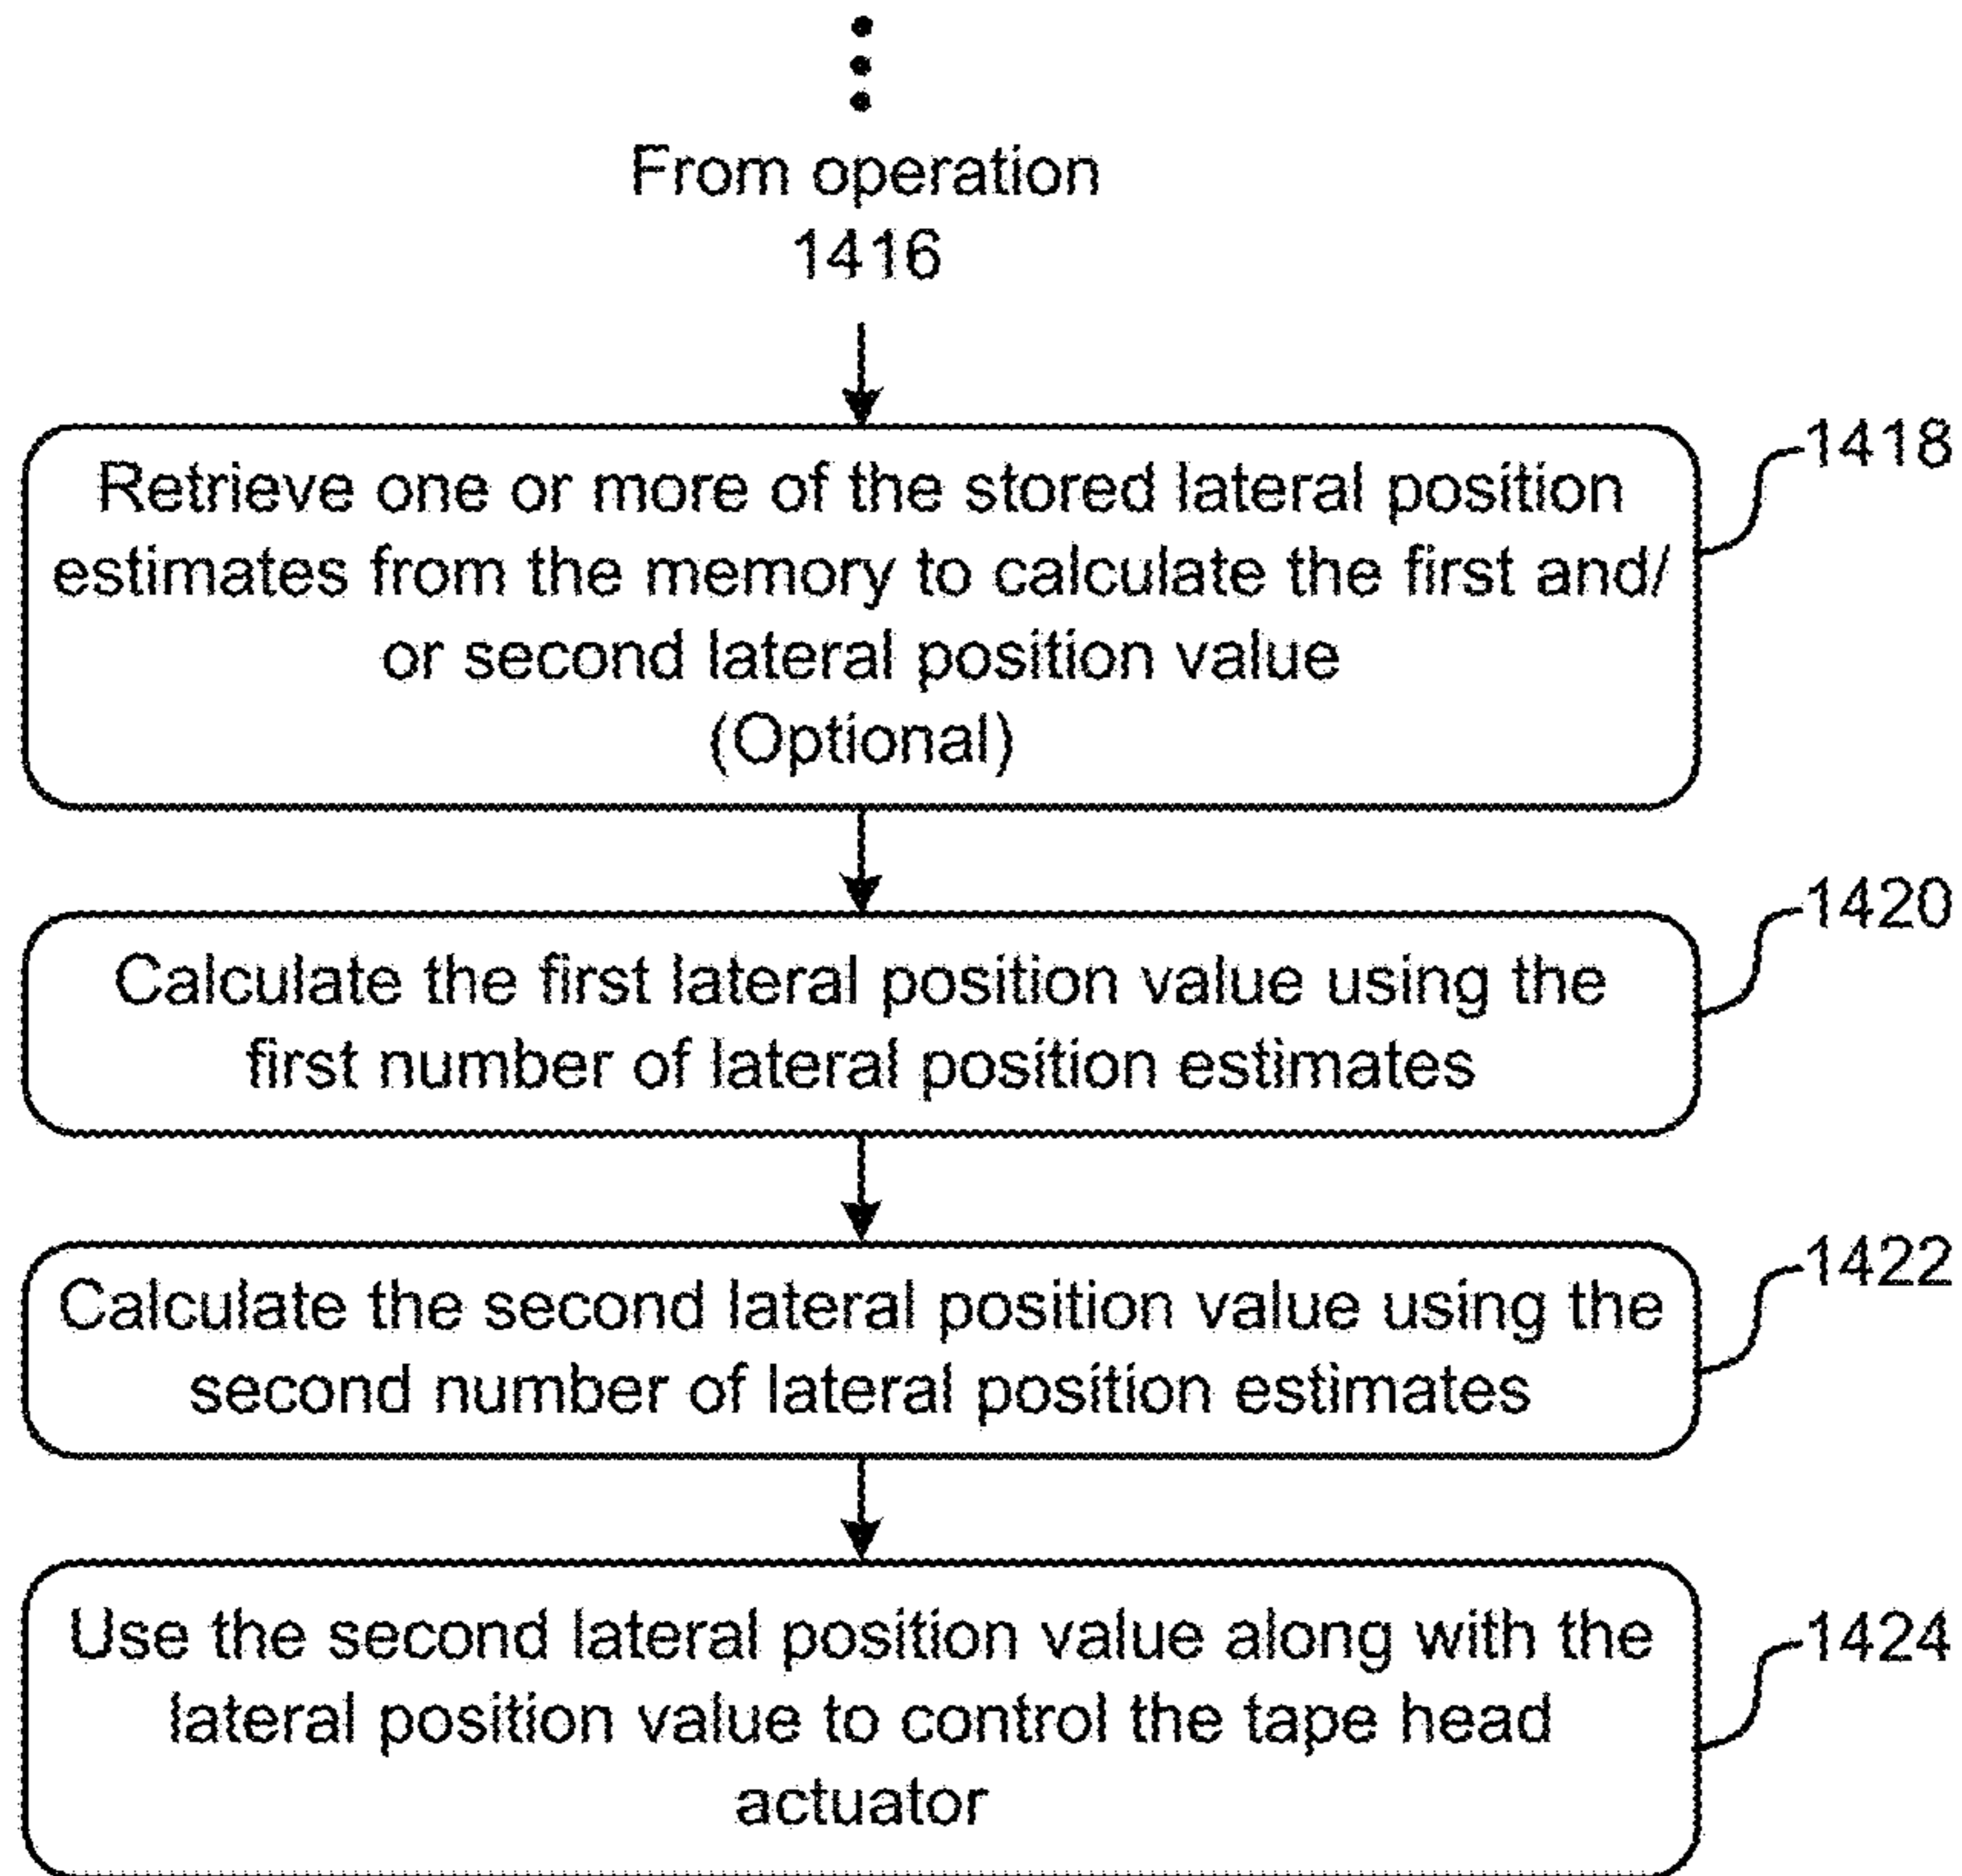 From operation
1416
Retrieve one or more of the stored lateral position
estimates from the memory to calculate the first and/
or second lateral position value
(Optional)
1418
Calculate the first lateral position value using the
first number of lateral position estimates
1420
Calculate the second lateral position value using the
second number of lateral position estimates
1422
Use the second lateral position value along with the
lateral position value to control the tape head
actuator
1424